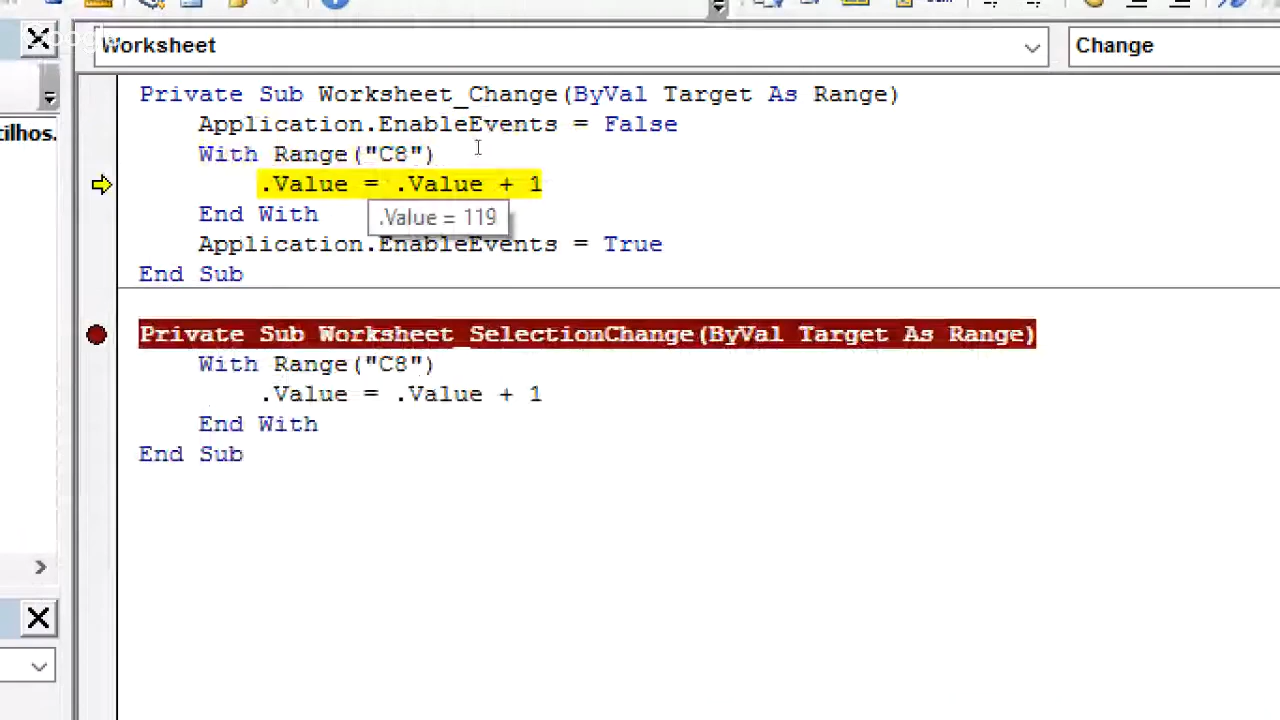 Worksheet
Change
cilhos.
Private Sub Worksheet_Change(ByVal Target As Range)
Application.EnableEvents = False
With Range("C8")
.Value = .Value + 1
End With
.Value = 119
Application.EnableEvents = True
End Sub
Private Sub Worksheet_SelectionChange(ByVal Target As Range)
With Range("C8")
.Value = .Value + 1
End With
End Sub